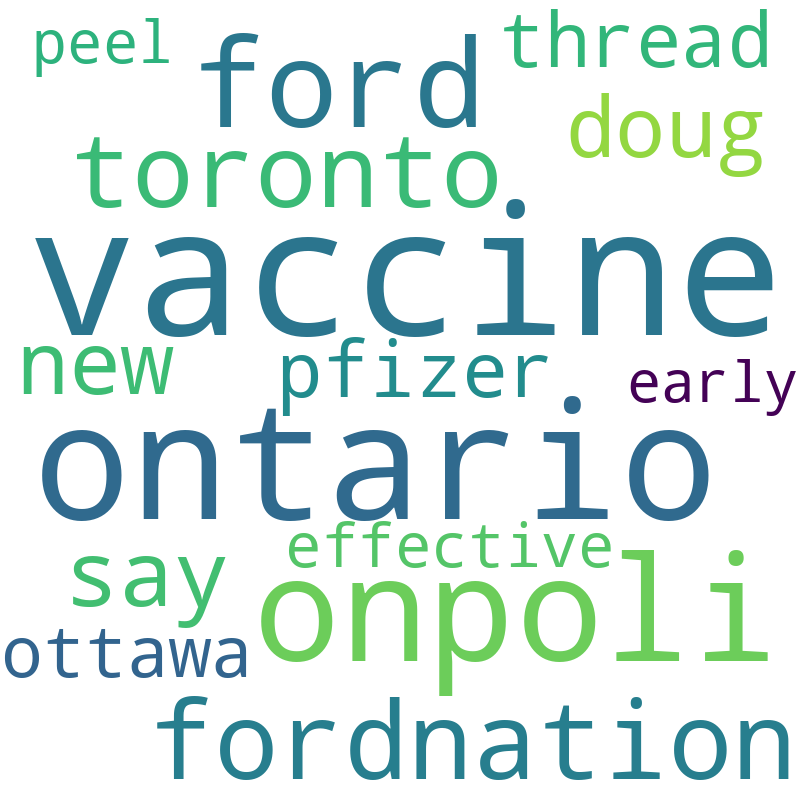 peel
thread
ford
doug
toronto
vaccine
new
pfizer
early
ontario
effective
say
onpoli
ottawa
fordnation